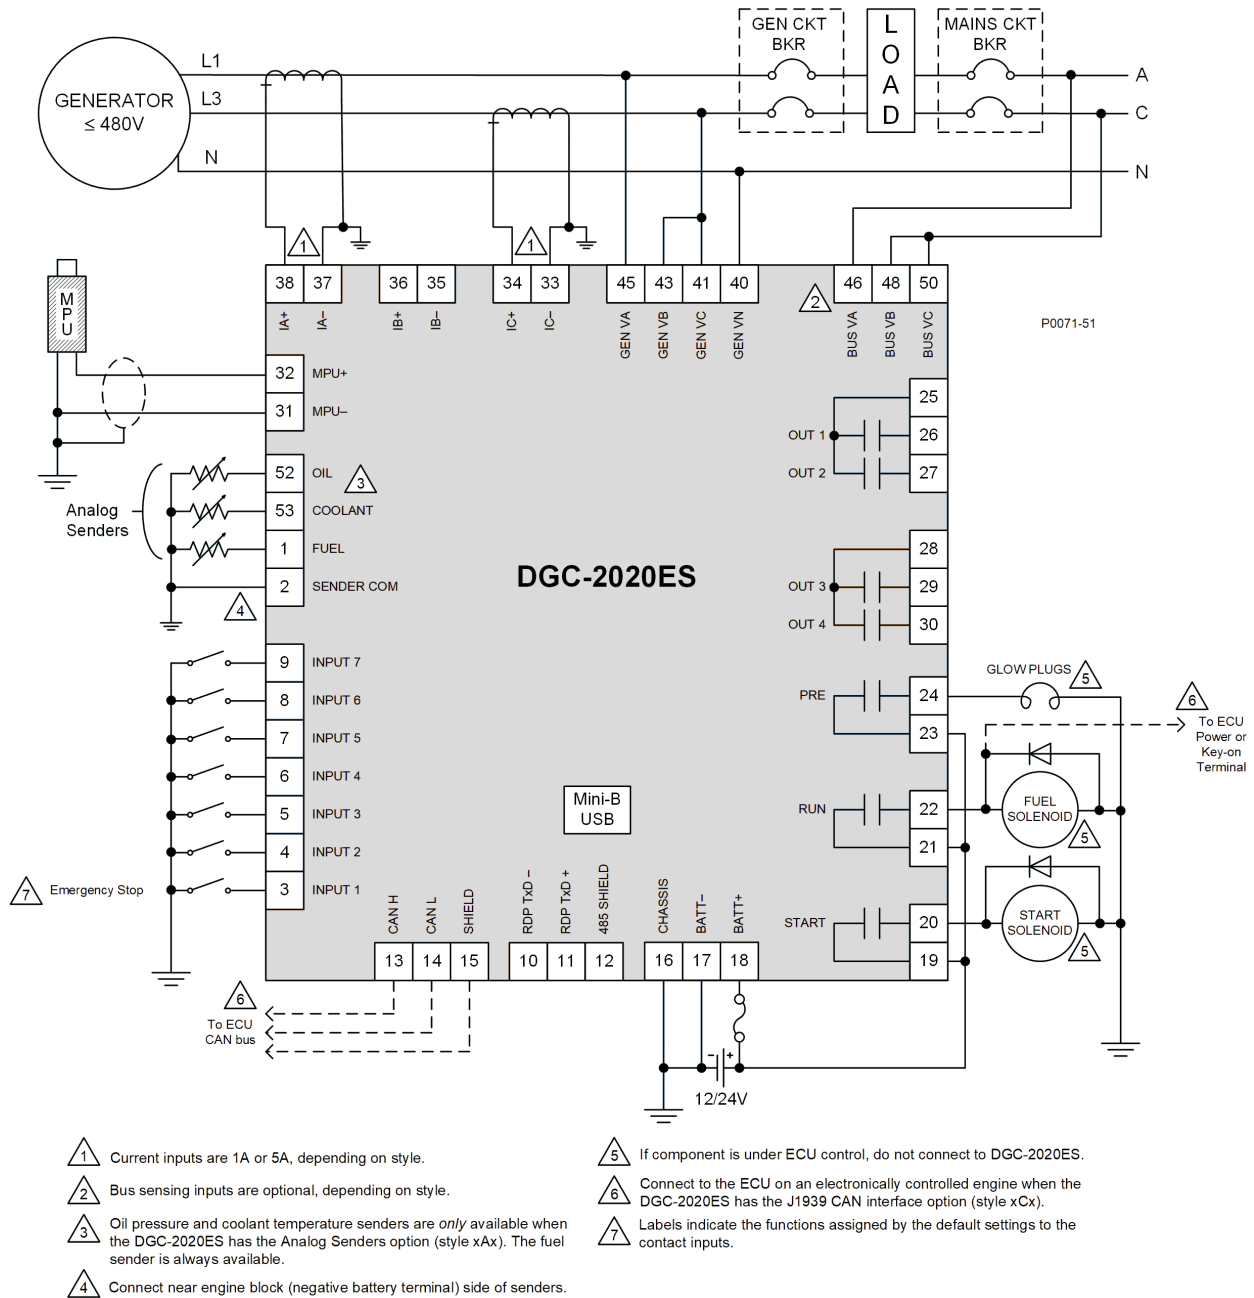 GEN CKT
BKR
LOAD
MAINS CKT
BKR
L1
A
GENERATOR
≤ 480V
L3
C
N
N
1
1
38 37 36 35 34 33 45 43 41 40 2 46 48 50
IA+
IA–
IB+
IB–
IC+
IC–
GEN VA
GEN VB
GEN VC
GEN VN
BUS VA
BUS VB
BUS VC
P0071-51
MPU
32 MPU+
31 MPU–
Analog
Senders
52 OIL
3
53 COOLANT
1 FUEL
2 SENDER COM
4
DGC-2020ES
25
OUT 1 26
OUT 2 27
28
OUT 3 29
OUT 4 30
9 INPUT 7
8 INPUT 6
7 INPUT 5
6 INPUT 4
5 INPUT 3
4 INPUT 2
3 INPUT 1
7 Emergency Stop
Mini-B
USB
PRE 24
23
GLOW PLUGS 5
6
To ECU
Power or
Key-on
Terminal
RUN 22
21
FUEL
SOLENOID
5
START 20
19
START
SOLENOID
5
CAN H
CAN L
SHIELD
RDP TxD –
RDP TxD +
485 SHIELD
CHASSIS
BATT–
BATT+
13 14 15 10 11 12 16 17 18
6
To ECU
CAN bus
- +
12/24V
1 Current inputs are 1A or 5A, depending on style.
2 Bus sensing inputs are optional, depending on style.
3 Oil pressure and coolant temperature senders are only available when
the DGC-2020ES has the Analog Senders option (style xAx). The fuel
sender is always available.
4 Connect near engine block (negative battery terminal) side of senders.
5 If component is under ECU control, do not connect to DGC-2020ES.
6 Connect to the ECU on an electronically controlled engine when the
DGC-2020ES has the J1939 CAN interface option (style xCx).
7 Labels indicate the functions assigned by the default settings to the
contact inputs.